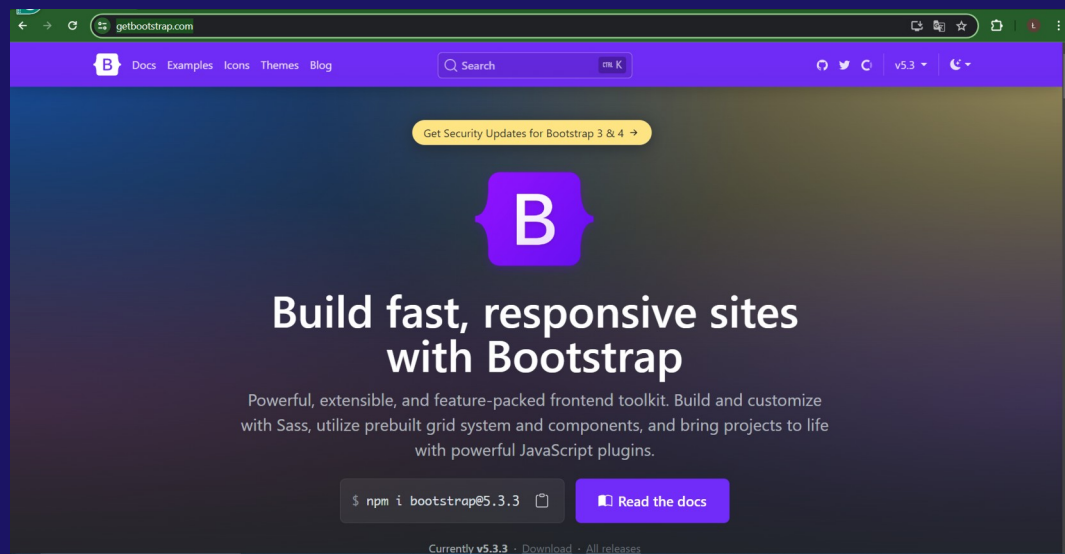 getbootstrap.com
B Docs Examples Icons Themes Blog Search CTRL K v5.3
Get Security Updates for Bootstrap 3 & 4 →
B
Build fast, responsive sites
with Bootstrap
Powerful, extensible, and feature-packed frontend toolkit. Build and customize
with Sass, utilize prebuilt grid system and components, and bring projects to life
with powerful JavaScript plugins.
$ npm i bootstrap@5.3.3 Read the docs
Currently v5.3.3 · Download · All releases